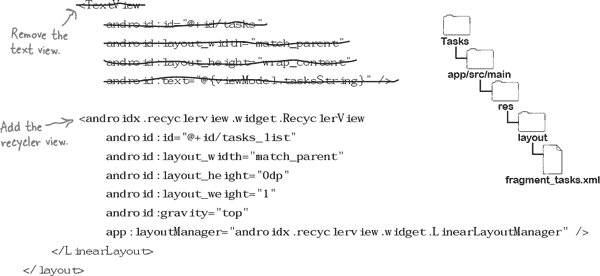 <TextView
android:id="@+id/tasks"
android:layout_width="match_parent"
android:layout_height="wrap_content"
android:text="@{viewModel.tasksString}" />
Remove the
text view.
Add the
recycler view.
<androidx.recyclerview.widget.RecyclerView
android:id="@+id/tasks_list"
android:layout_width="match_parent"
android:layout_height="0dp"
android:layout_weight="1"
android:gravity="top"
app:layoutManager="androidx.recyclerview.widget.LinearLayoutManager" />
</LinearLayout>
</layout>
Tasks
app/src/main
res
layout
fragment_tasks.xml